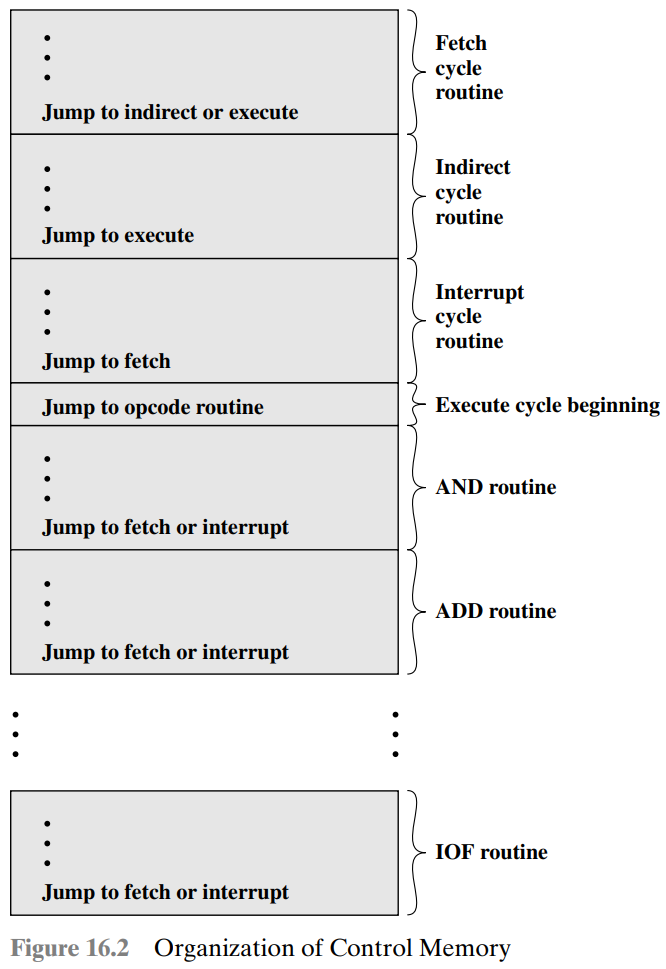 Fetch
cycle
routine
Jump to indirect or execute
Indirect
cycle
routine
Jump to execute
Interrupt
cycle
routine
Jump to fetch
Jump to opcode routine
Execute cycle beginning
AND routine
Jump to fetch or interrupt
ADD routine
Jump to fetch or interrupt
IOF routine
Jump to fetch or interrupt
Figure 16.2 Organization of Control Memory